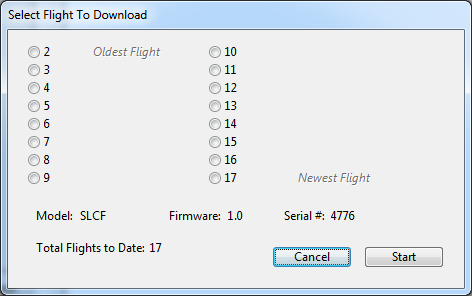 Select Flight To Download
2 Oldest Flight 10
3 11
4 12
5 13
6 14
7 15
8 16
9 17 Newest Flight
Model: SLCF Firmware: 1.0 Serial #: 4776
Total Flights to Date: 17
Cancel Start